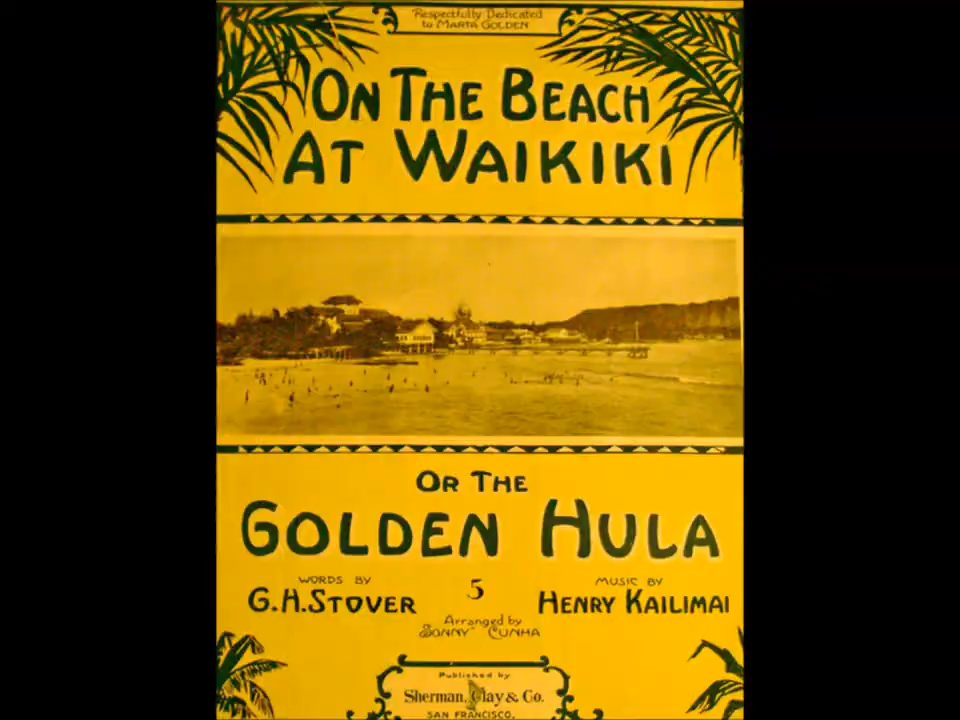 Respectfully Dedicated
to MARTA GOLDEN
ON THE BEACH
AT WAIKIKI
OR THE
GOLDEN HULA
WORDS BY
G.H. STOVER
5
MUSIC BY
HENRY KAILIMAI
Arranged by
"SONNY" CUNHA
Published by
Sherman, Clay & Co.
SAN FRANCISCO,